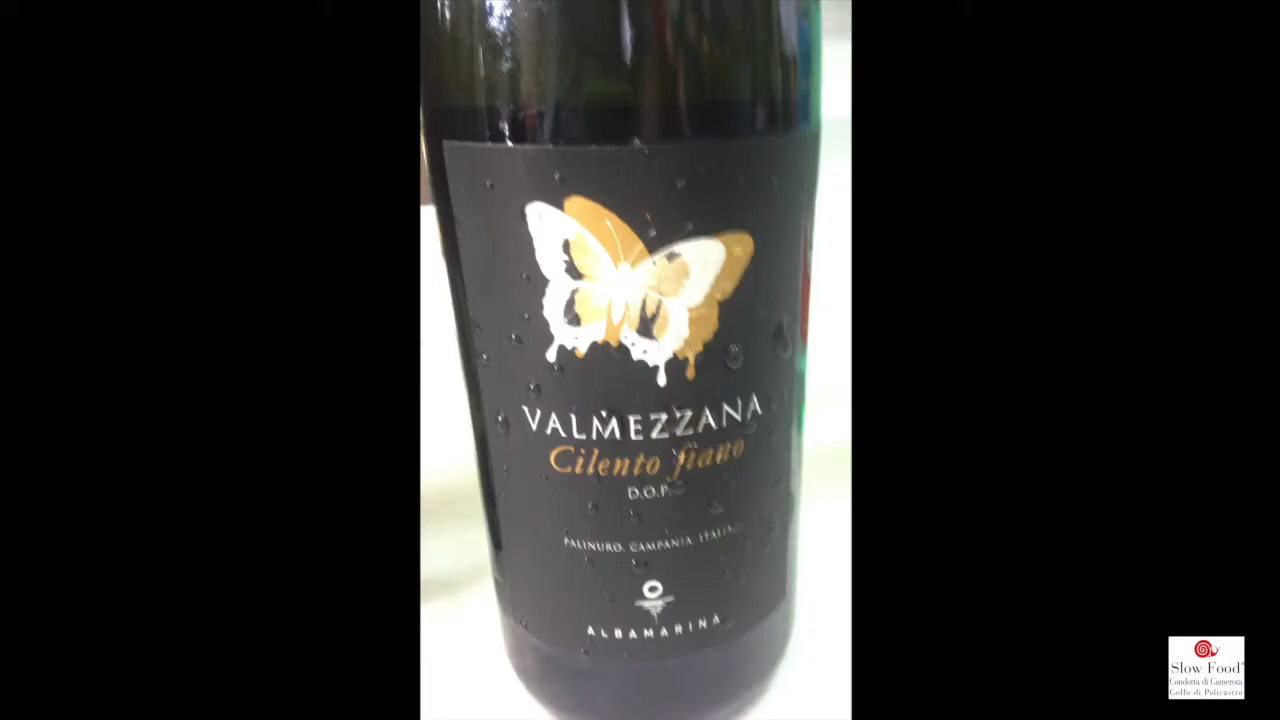 VALMEZZANA
Cilento fiano
D.O.P.
PALINURO, CAMPANIA, ITALIA
ALBAMARINA
Slow Food®
Condotta di Camerota
Golfo di Policastro